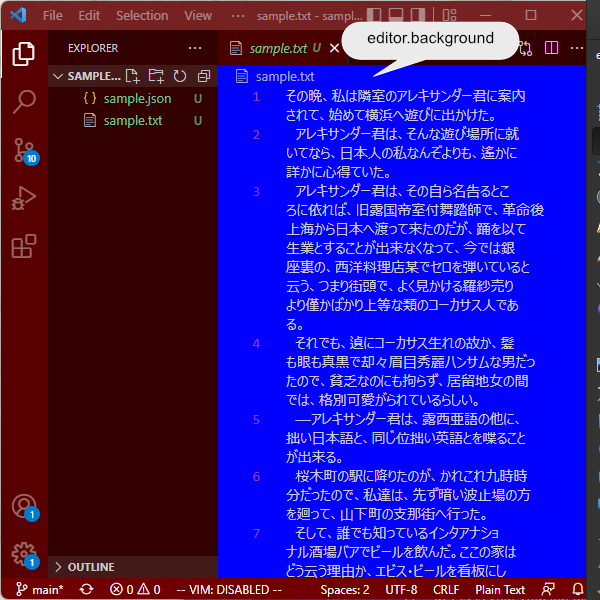 File Edit Selection View ··· sample.txt - sampl...
editor.background
EXPLORER ···
sample.txt U
SAMPLE...
sample.txt
sample.json U
sample.txt U
1 その晩、私は隣室のアレキサンダー君に案内
されて、始めて横浜へ遊びに出かけた。
2 アレキサンダー君は、そんな遊び場所に就
いてなら、日本人の私なんぞよりも、遙かに
詳かに心得ていた。
3 アレキサンダー君は、その自ら名告るとこ
ろに依れば、旧露国帝室付舞踏師で、革命後
上海から日本へ渡って来たのだが、踊を以て
生業とすることが出来なくなって、今では銀
座裏の、西洋料理店某でセロを弾いていると
云う、つまり街頭で、よく見かける羅紗売り
より僅かばかり上等な類のコーカサス人であ
る。
4 それでも、遉にコーカサス生れの故か、髪
も眼も真黒で却々眉目秀麗ハンサムな男だっ
たので、貧乏なのにも拘らず、居留地女の間
では、格別可愛がられているらしい。
5 ――アレキサンダー君は、露西亜語の他に、
拙い日本語と、同じ位拙い英語とを喋ること
が出来る。
6 桜木町の駅に降りたのが、かれこれ九時時
分だったので、私達は、先ず暗い波止場の方
を廻って、山下町の支那街へ行った。
7 そして、誰でも知っているインタアナショ
ナル酒場バアでビールを飲んだ。ここの家は
どう云う理由か、エビス・ビールを看板にし
10
1
1
OUTLINE
main* 0 0 -- VIM: DISABLED -- Spaces: 2 UTF-8 CRLF Plain Text